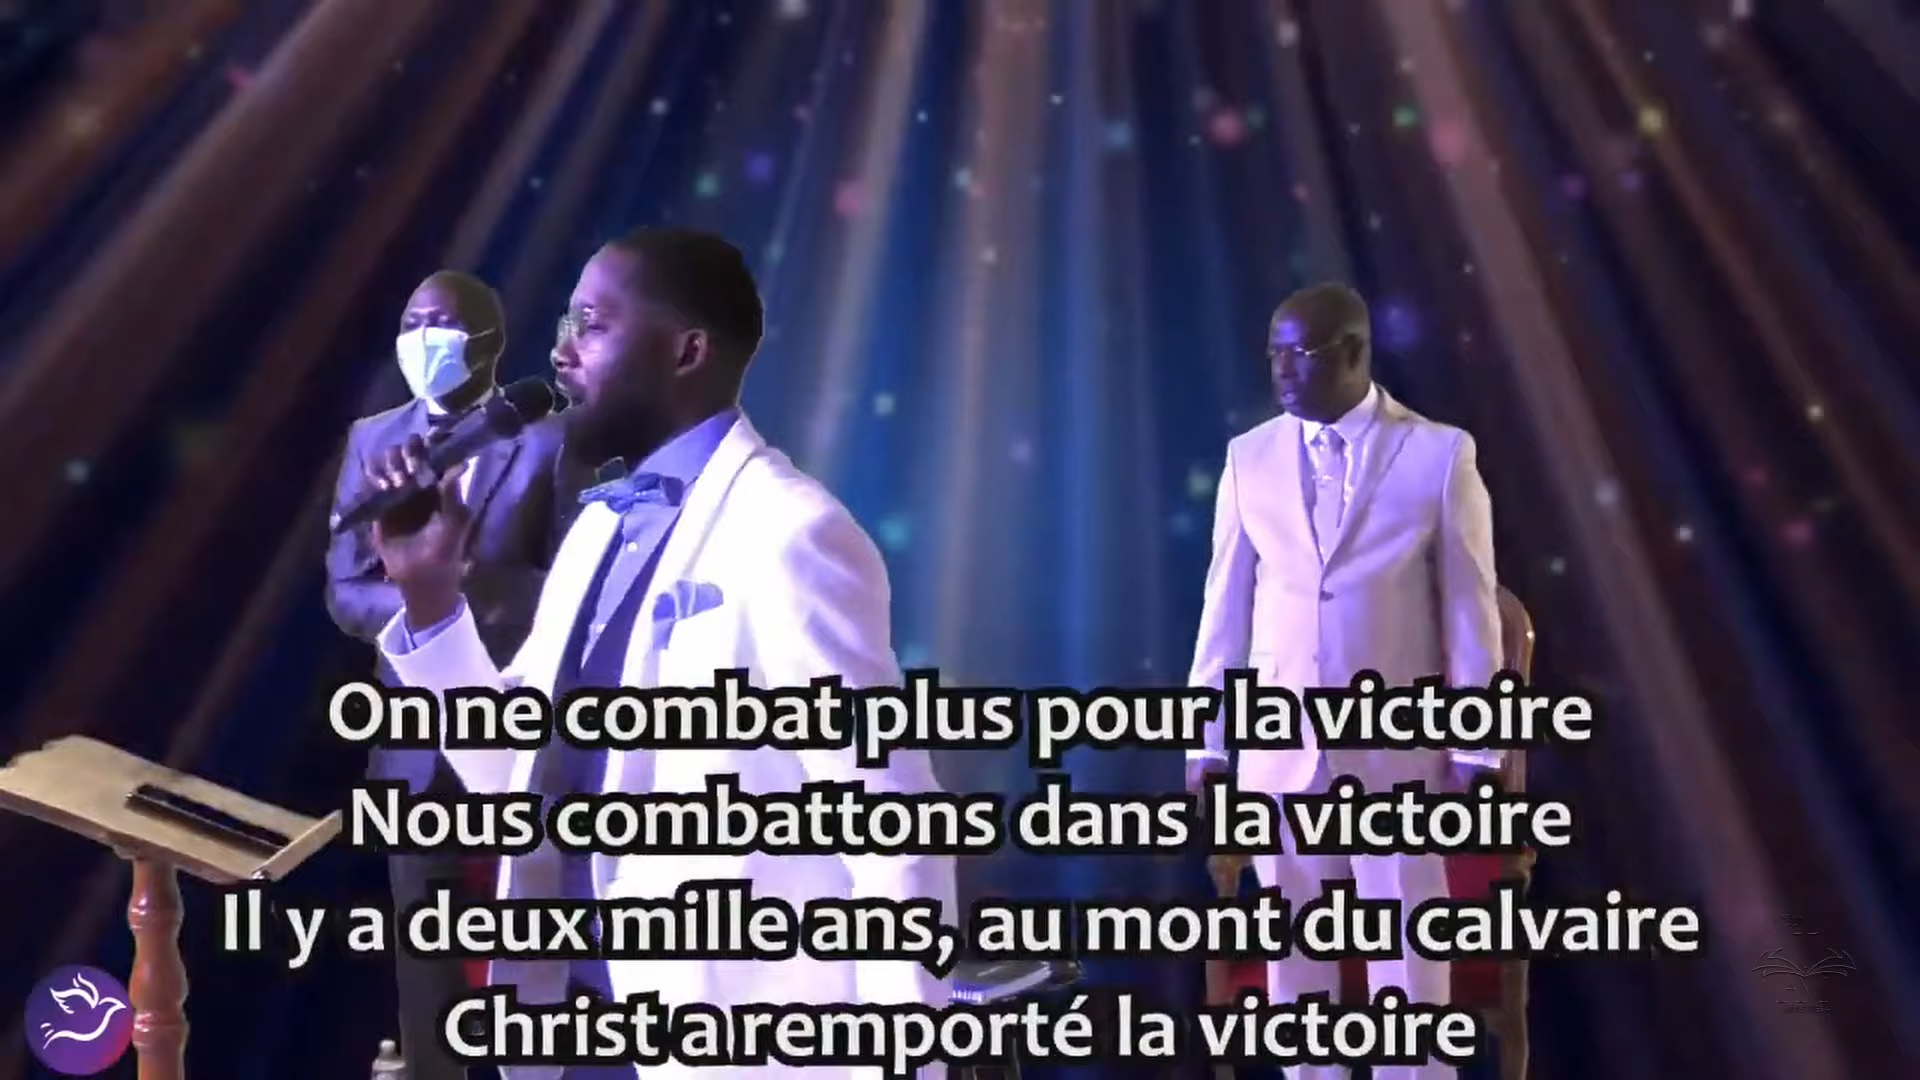 On ne combat plus pour la victoire
Nous combattons dans la victoire
Il y a deux mille ans, au mont du calvaire
Christ a remporté la victoire